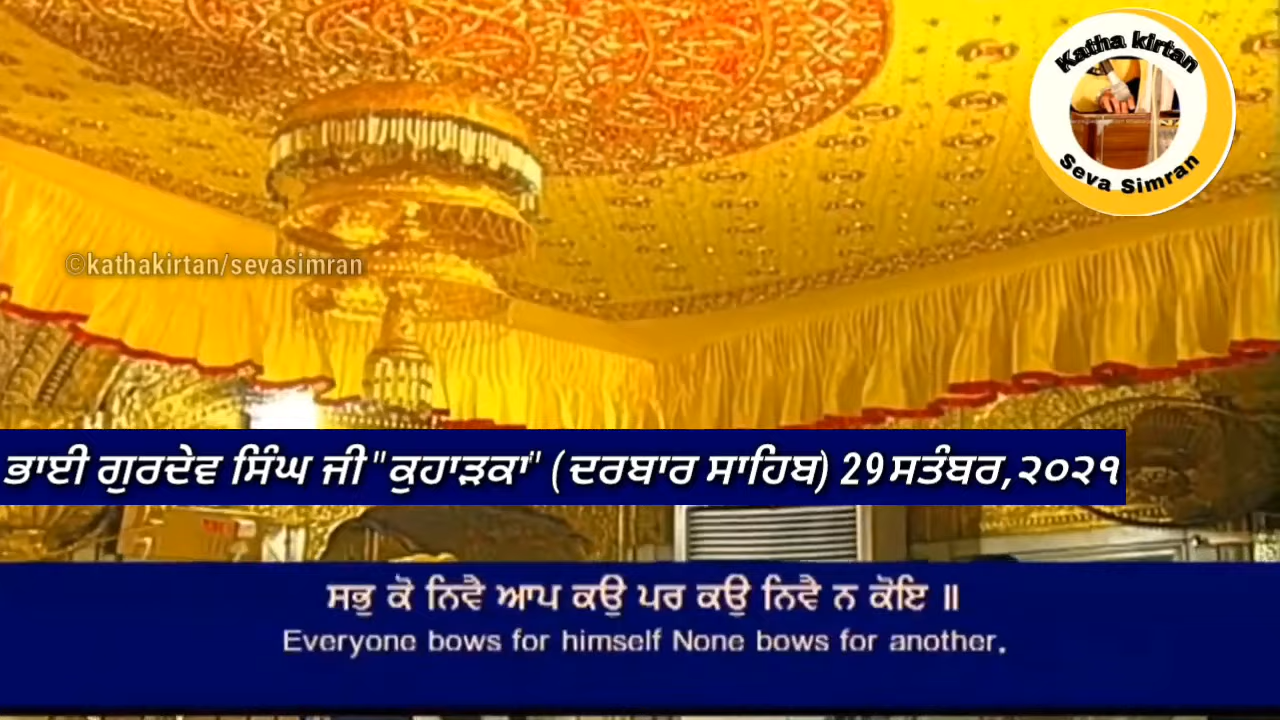 Katha kirtan
Seva Simran
©kathakirtan/sevasimran
ਭਾਈ ਗੁਰਦੇਵ ਸਿੰਘ ਜੀ "ਕੁਹਾੜਕਾ" (ਦਰਬਾਰ ਸਾਹਿਬ) 29 ਸਤੰਬਰ,੨੦੨੧
ਸਭੁ ਕੋ ਨਿਵੈ ਆਪ ਕਉ ਪਰ ਕਉ ਨਿਵੈ ਨ ਕੋਇ ॥
Everyone bows for himself None bows for another.